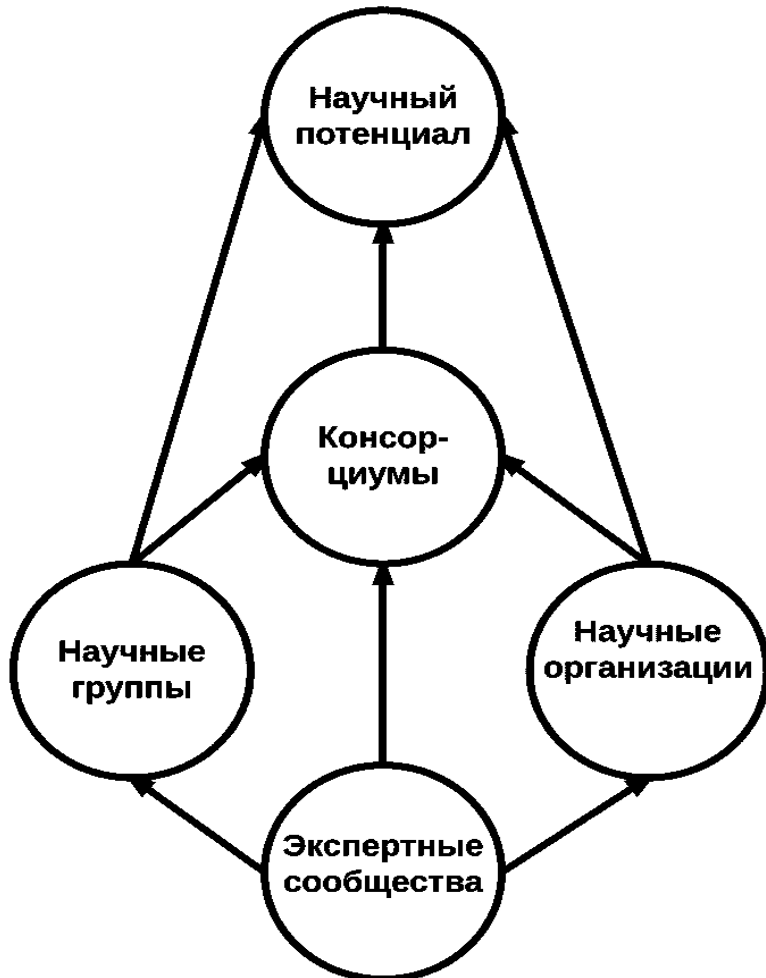 Научный
потенциал
Консор-
циумы
Научные
группы
Научные
организации
Экспертные
сообщества